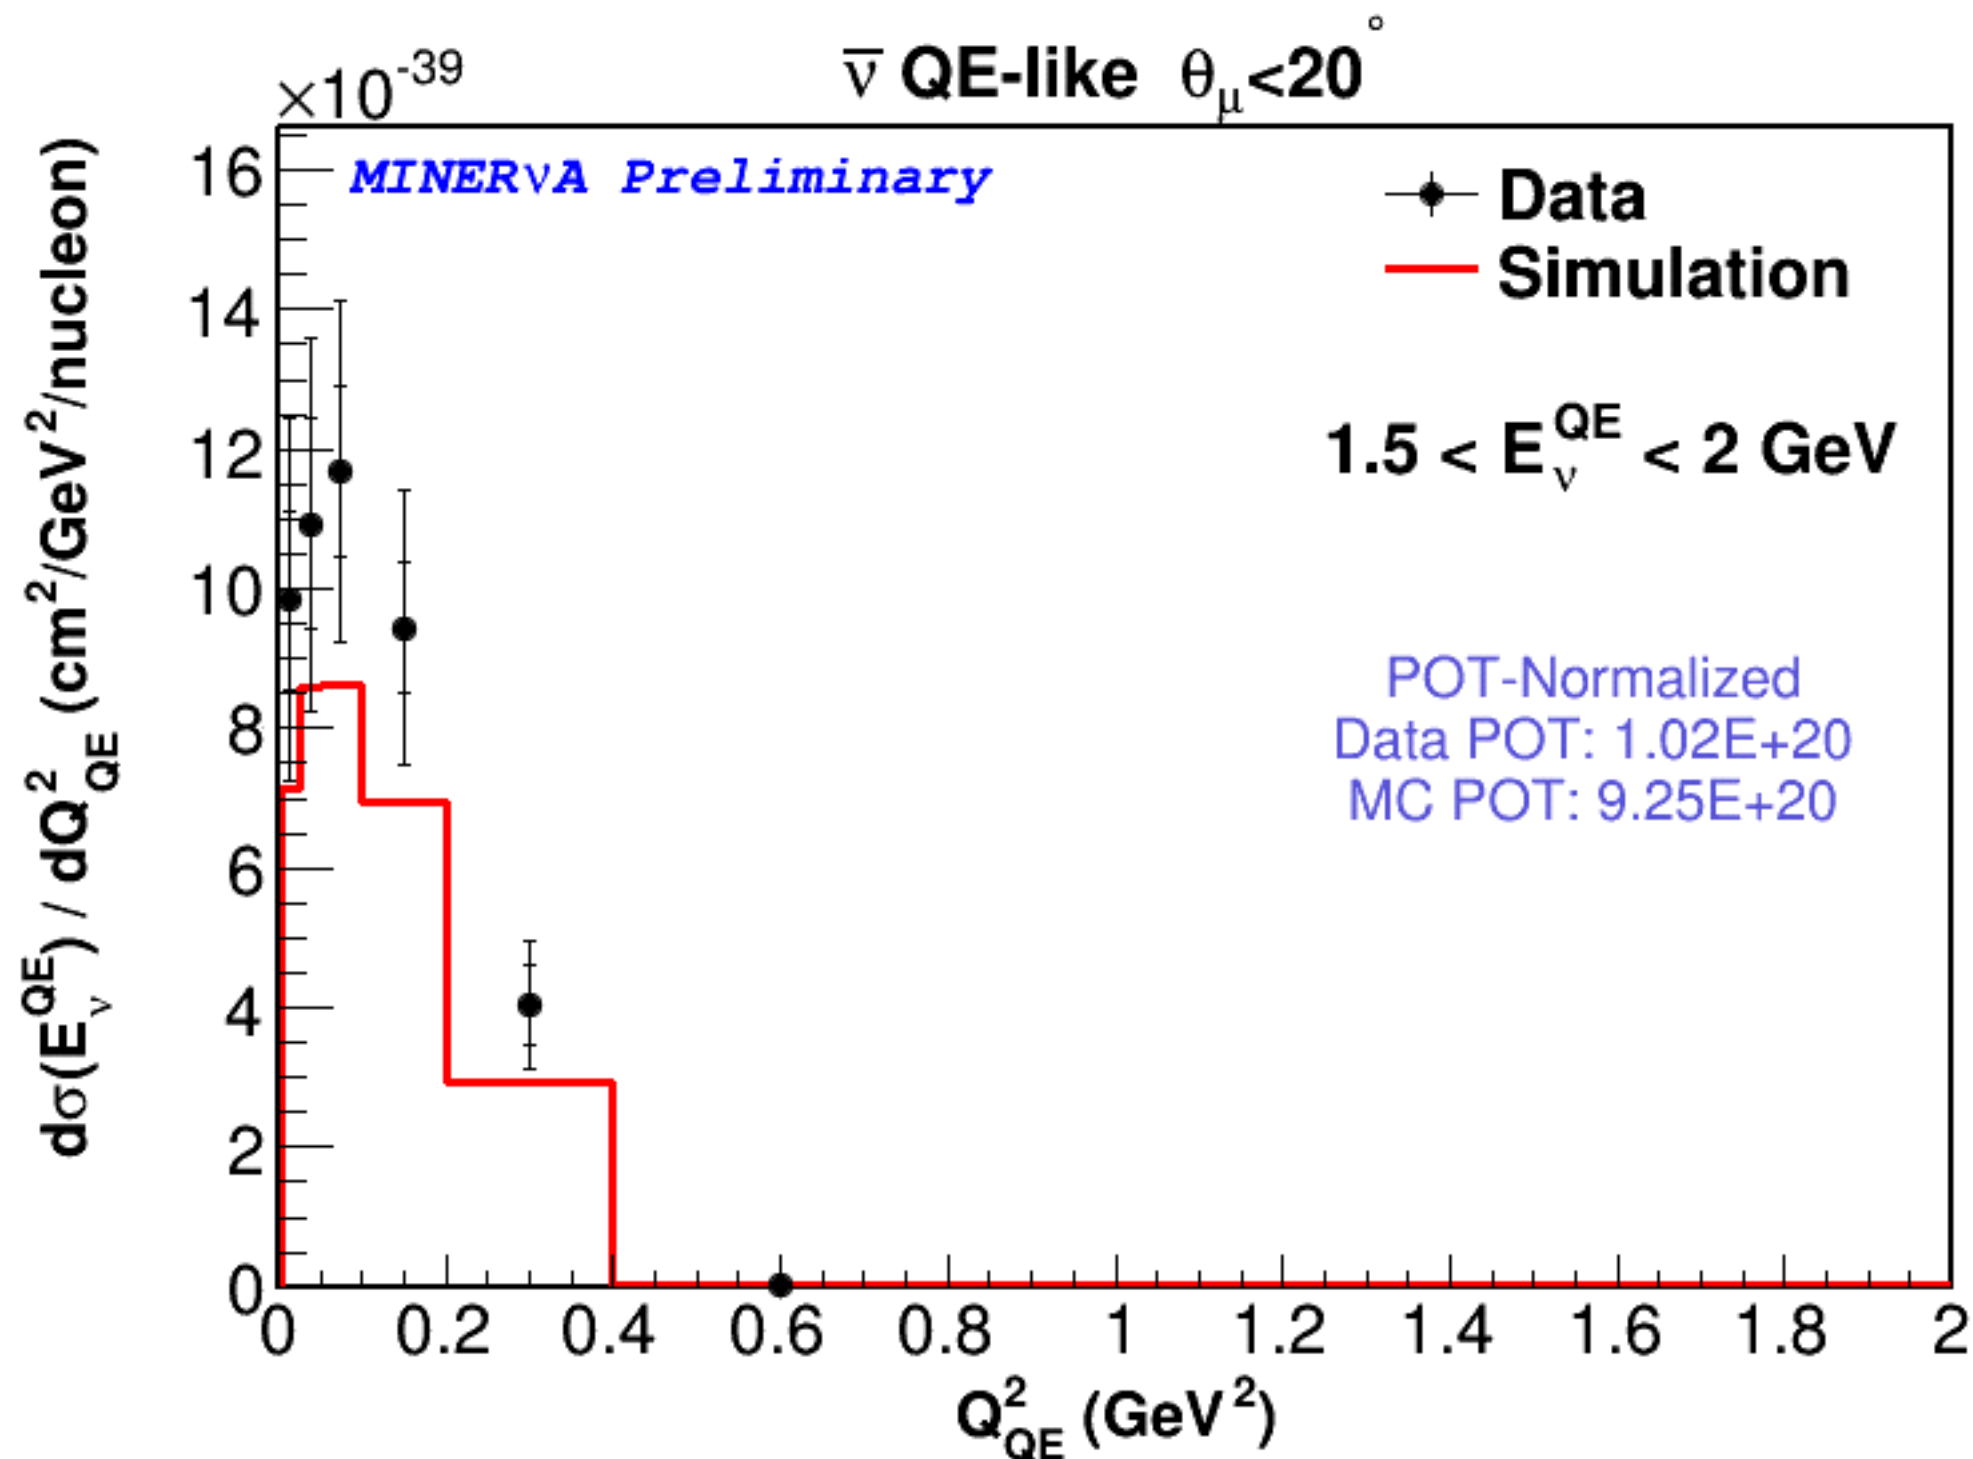 ×10⁻³⁹
ν̅ QE-like θ_μ<20°
MINERνA Preliminary
Data
Simulation
1.5 < E_ν^QE < 2 GeV
POT-Normalized
Data POT: 1.02E+20
MC POT: 9.25E+20
dσ(E_ν^QE) / dQ²_QE (cm²/GeV²/nucleon)
16
14
12
10
8
6
4
2
0
0 0.2 0.4 0.6 0.8 1 1.2 1.4 1.6 1.8 2
Q²_QE (GeV²)